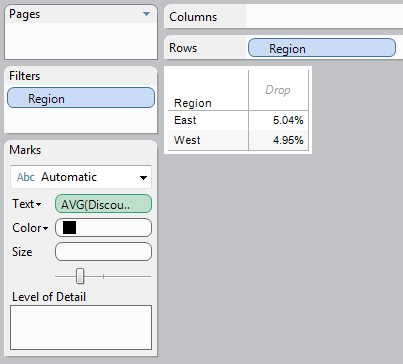 Pages
Columns
Rows Region
Filters
Region
Region Drop
East 5.04%
West 4.95%
Marks
Abc Automatic
Text AVG(Discou..
Color
Size
Level of Detail